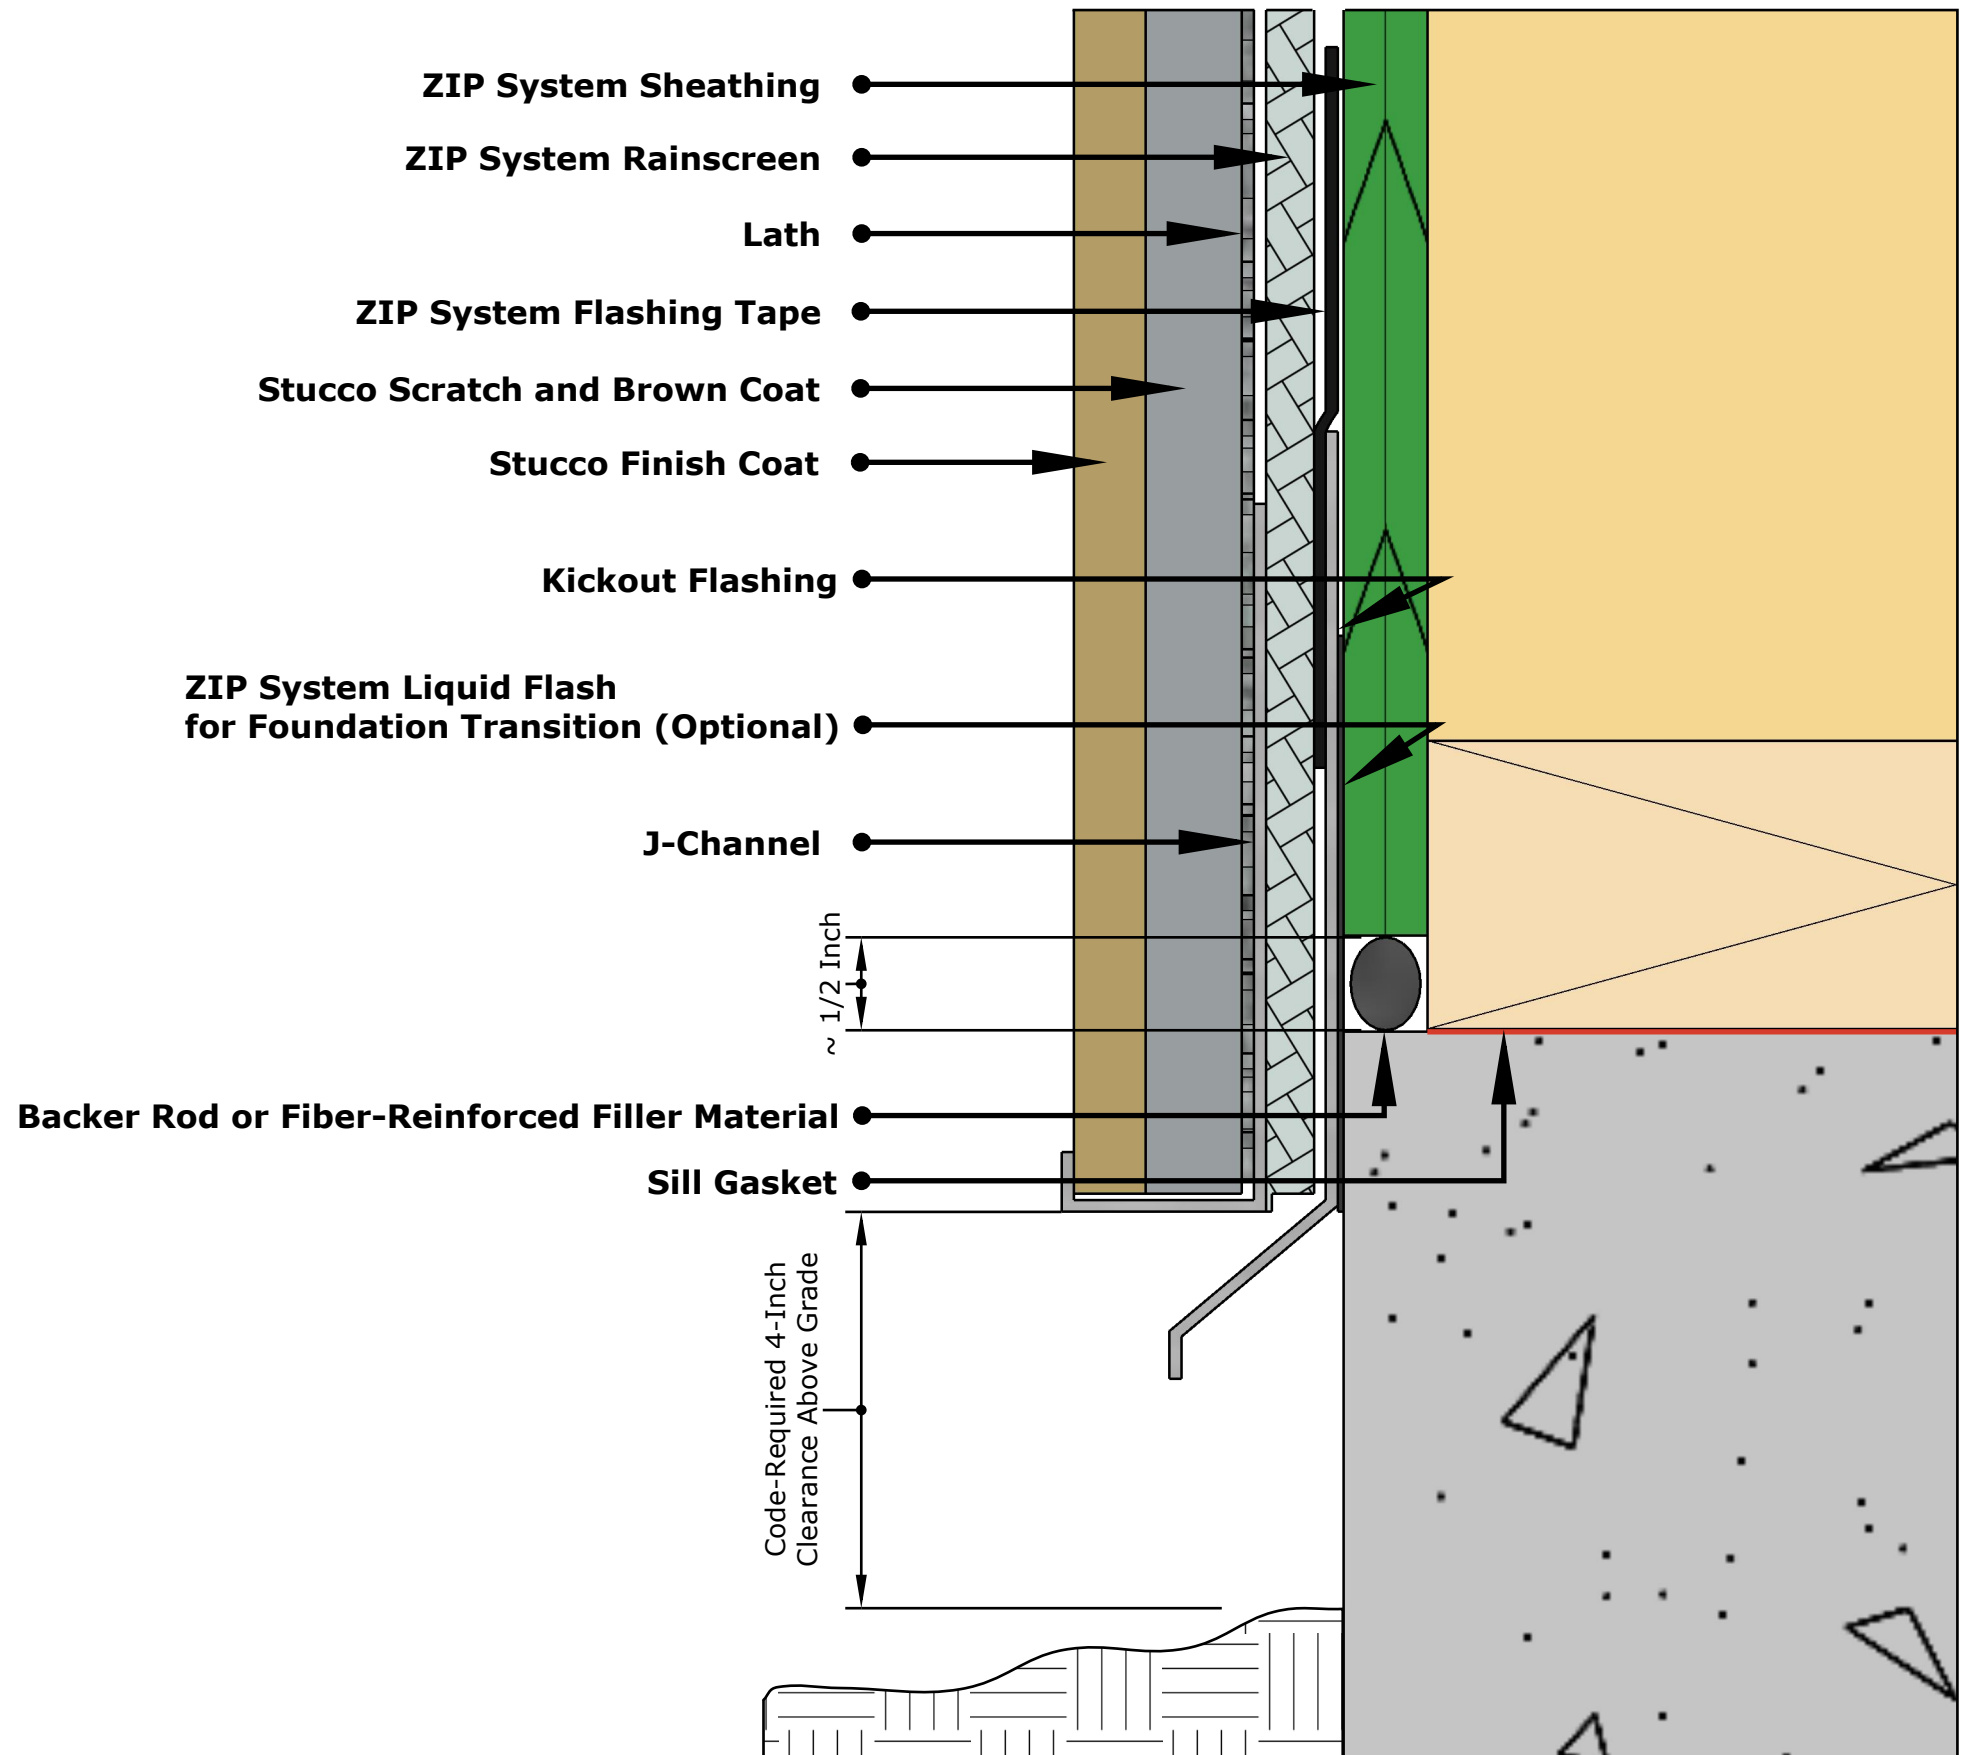 ZIP System Sheathing
ZIP System Rainscreen
Lath
ZIP System Flashing Tape
Stucco Scratch and Brown Coat
Stucco Finish Coat
Kickout Flashing
ZIP System Liquid Flash
for Foundation Transition (Optional)
J-Channel
~ 1/2 Inch
Backer Rod or Fiber-Reinforced Filler Material
Sill Gasket
Code-Required 4-Inch
Clearance Above Grade